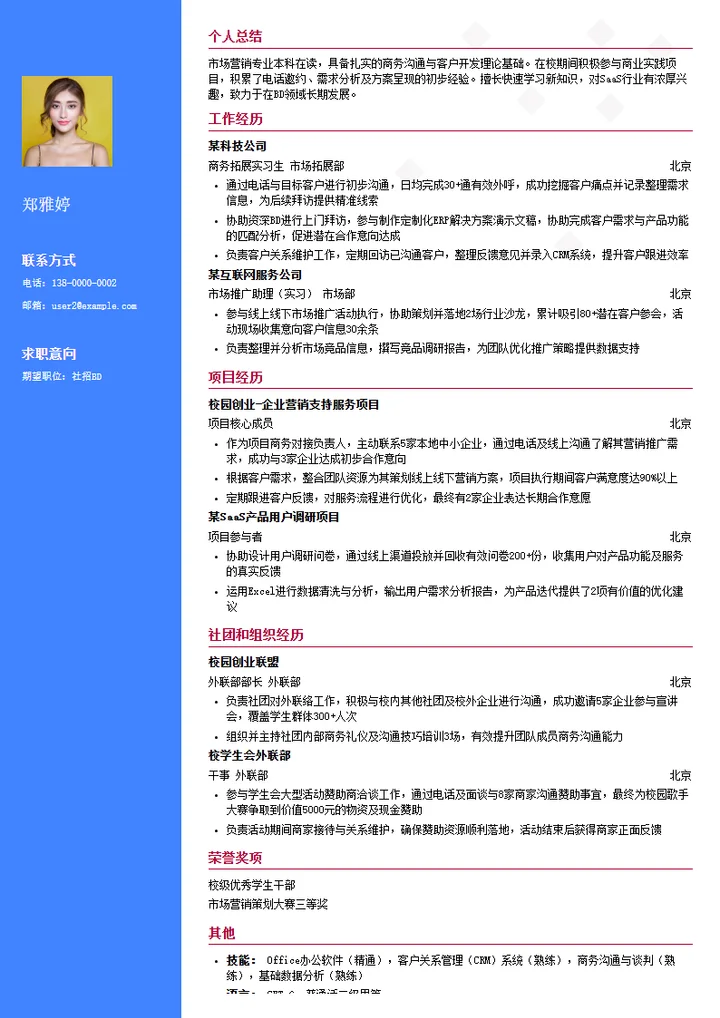 郑雅婷
联系方式
电话：138-0000-0002
邮箱：user2@example.com
求职意向
期望职位：社招BD
个人总结
市场营销专业本科在读，具备扎实的商务沟通与客户开发理论基础。在校期间积极参与商业实践项
目，积累了电话邀约、需求分析及方案呈现的初步经验。擅长快速学习新知识，对SaaS行业有浓厚兴
趣，致力于在BD领域长期发展。
工作经历
某科技公司
商务拓展实习生 市场拓展部 北京
• 通过电话与目标客户进行初步沟通，日均完成30+通有效外呼，成功挖掘客户痛点并记录整理需求
信息，为后续拜访提供精准线索
• 协助资深BD进行上门拜访，参与制作定制化ERP解决方案演示文稿，协助完成客户需求与产品功能
的匹配分析，促进潜在合作意向达成
• 负责客户关系维护工作，定期回访已沟通客户，整理反馈意见并录入CRM系统，提升客户跟进效率
某互联网服务公司
市场推广助理（实习） 市场部 北京
• 参与线上线下市场推广活动执行，协助策划并落地2场行业沙龙，累计吸引80+潜在客户参会，活
动现场收集意向客户信息30余条
• 负责整理并分析市场竞品信息，撰写竞品调研报告，为团队优化推广策略提供数据支持
项目经历
校园创业-企业营销支持服务项目
项目核心成员 北京
• 作为项目商务对接负责人，主动联系5家本地中小企业，通过电话及线上沟通了解其营销推广需
求，成功与3家企业达成初步合作意向
• 根据客户需求，整合团队资源为其策划线上线下营销方案，项目执行期间客户满意度达90%以上
• 定期跟进客户反馈，对服务流程进行优化，最终有2家企业表达长期合作意愿
某SaaS产品用户调研项目
项目参与者 北京
• 协助设计用户调研问卷，通过线上渠道投放并回收有效问卷200+份，收集用户对产品功能及服务
的真实反馈
• 运用Excel进行数据清洗与分析，输出用户需求分析报告，为产品迭代提供了2项有价值的优化建
议
社团和组织经历
校园创业联盟
外联部部长 外联部 北京
• 负责社团对外联络工作，积极与校内其他社团及校外企业进行沟通，成功邀请5家企业参与宣讲
会，覆盖学生群体300+人次
• 组织并主持社团内部商务礼仪及沟通技巧培训3场，有效提升团队成员商务沟通能力
校学生会外联部
干事 外联部 北京
• 参与学生会大型活动赞助商洽谈工作，通过电话及面谈与8家商家沟通赞助事宜，最终为校园歌手
大赛争取到价值5000元的物资及现金赞助
• 负责活动期间商家接待与关系维护，确保赞助资源顺利落地，活动结束后获得商家正面反馈
荣誉奖项
校级优秀学生干部
市场营销策划大赛三等奖
其他
• 技能： Office办公软件（精通），客户关系管理（CRM）系统（熟练），商务沟通与谈判（熟
练），基础数据分析（熟练）